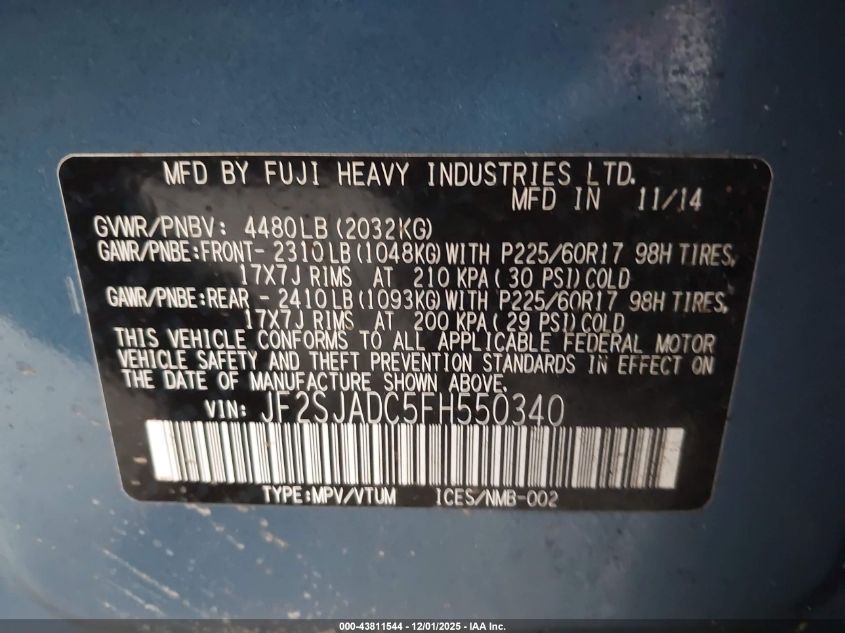 MFD BY FUJI HEAVY INDUSTRIES LTD.
MFD IN 11/14
GVWR/PNBV: 4480LB(2032KG)
GAWR/PNBE:FRONT- 2310LB(1048KG)WITH P225/60R17 98H TIRES,
17X7J RIMS AT 210 KPA(30 PSI)COLD
GAWR/PNBE:REAR - 2410LB(1093KG)WITH P225/60R17 98H TIRES,
17X7J RIMS AT 200 KPA(29 PSI)COLD
THIS VEHICLE CONFORMS TO ALL APPLICABLE FEDERAL MOTOR
VEHICLE SAFETY AND THEFT PREVENTION STANDARDS IN EFFECT ON
THE DATE OF MANUFACTURE SHOWN ABOVE.
VIN: JF2SJADC5FH550340
TYPE:MPV/VTUM ICES/NMB-002
000-43811544 - 12/01/2025 - IAA Inc.